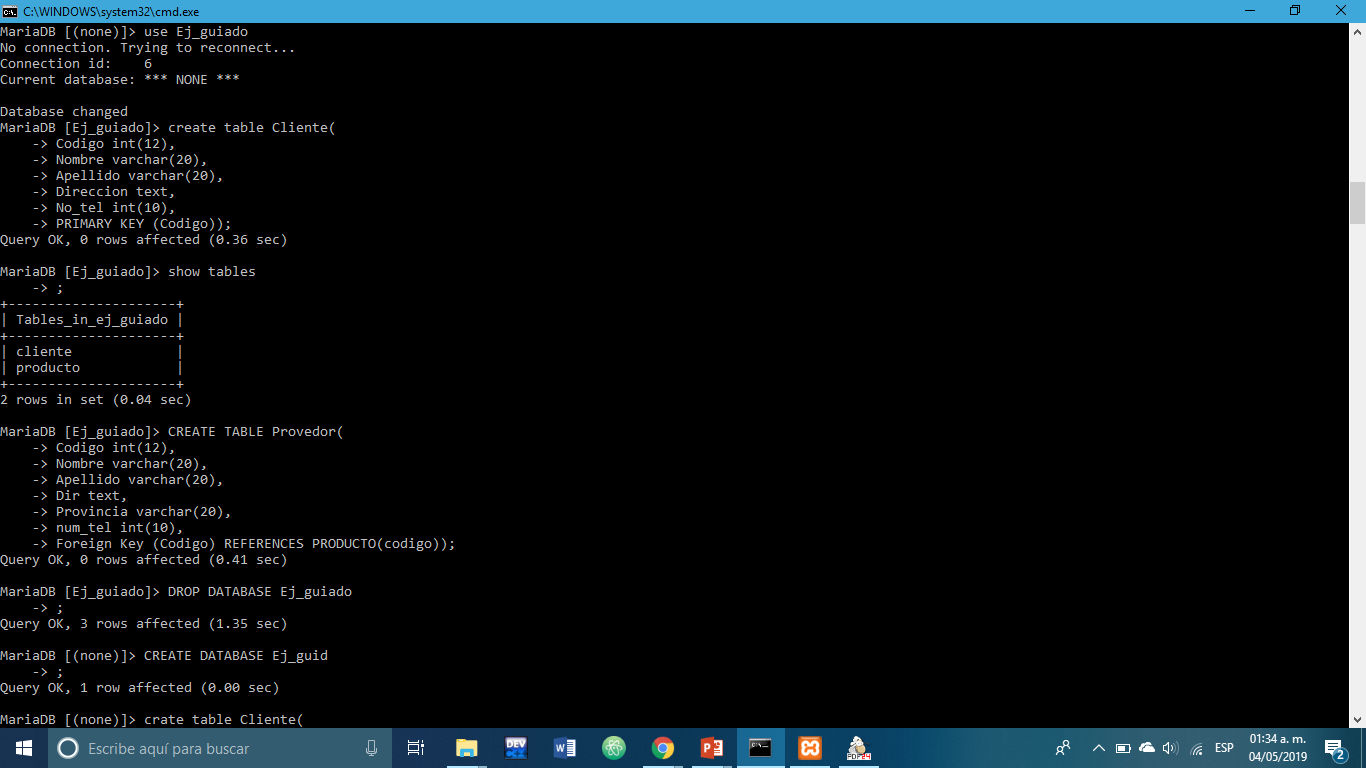 C:\WINDOWS\system32\cmd.exe
MariaDB [(none)]> use Ej_guiado
No connection. Trying to reconnect...
Connection id:    6
Current database: *** NONE ***
Database changed
MariaDB [Ej_guiado]> create table Cliente(
    -> Codigo int(12),
    -> Nombre varchar(20),
    -> Apellido varchar(20),
    -> Direccion text,
    -> No_tel int(10),
    -> PRIMARY KEY (Codigo));
Query OK, 0 rows affected (0.36 sec)
MariaDB [Ej_guiado]> show tables
    -> ;
+---------------------+
| Tables_in_ej_guiado |
+---------------------+
| cliente             |
| producto            |
+---------------------+
2 rows in set (0.04 sec)
MariaDB [Ej_guiado]> CREATE TABLE Provedor(
    -> Codigo int(12),
    -> Nombre varchar(20),
    -> Apellido varchar(20),
    -> Dir text,
    -> Provincia varchar(20),
    -> num_tel int(10),
    -> Foreign Key (Codigo) REFERENCES PRODUCTO(codigo));
Query OK, 0 rows affected (0.41 sec)
MariaDB [Ej_guiado]> DROP DATABASE Ej_guiado
    -> ;
Query OK, 3 rows affected (1.35 sec)
MariaDB [(none)]> CREATE DATABASE Ej_guid
    -> ;
Query OK, 1 row affected (0.00 sec)
MariaDB [(none)]> crate table Cliente(
Escribe aquí para buscar
DEV
ESP
01:34 a. m.
04/05/2019
2